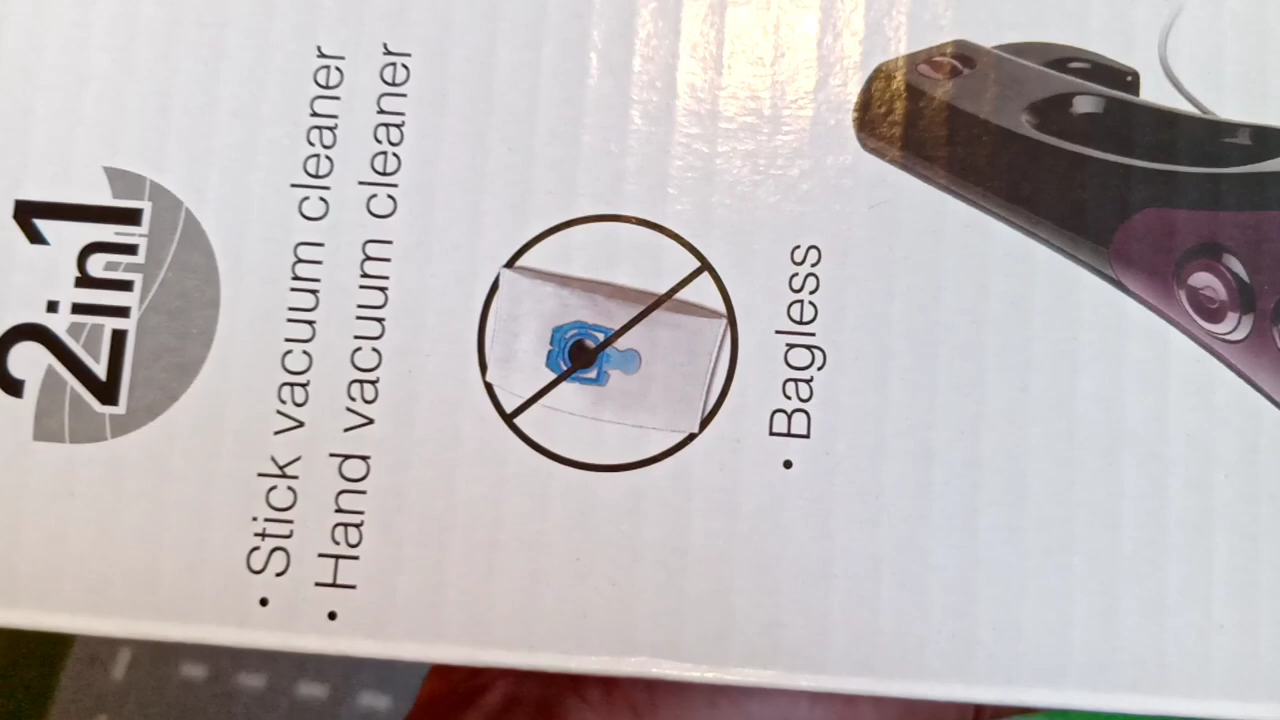 2in1
• Stick vacuum cleaner
• Hand vacuum cleaner
• Bagless